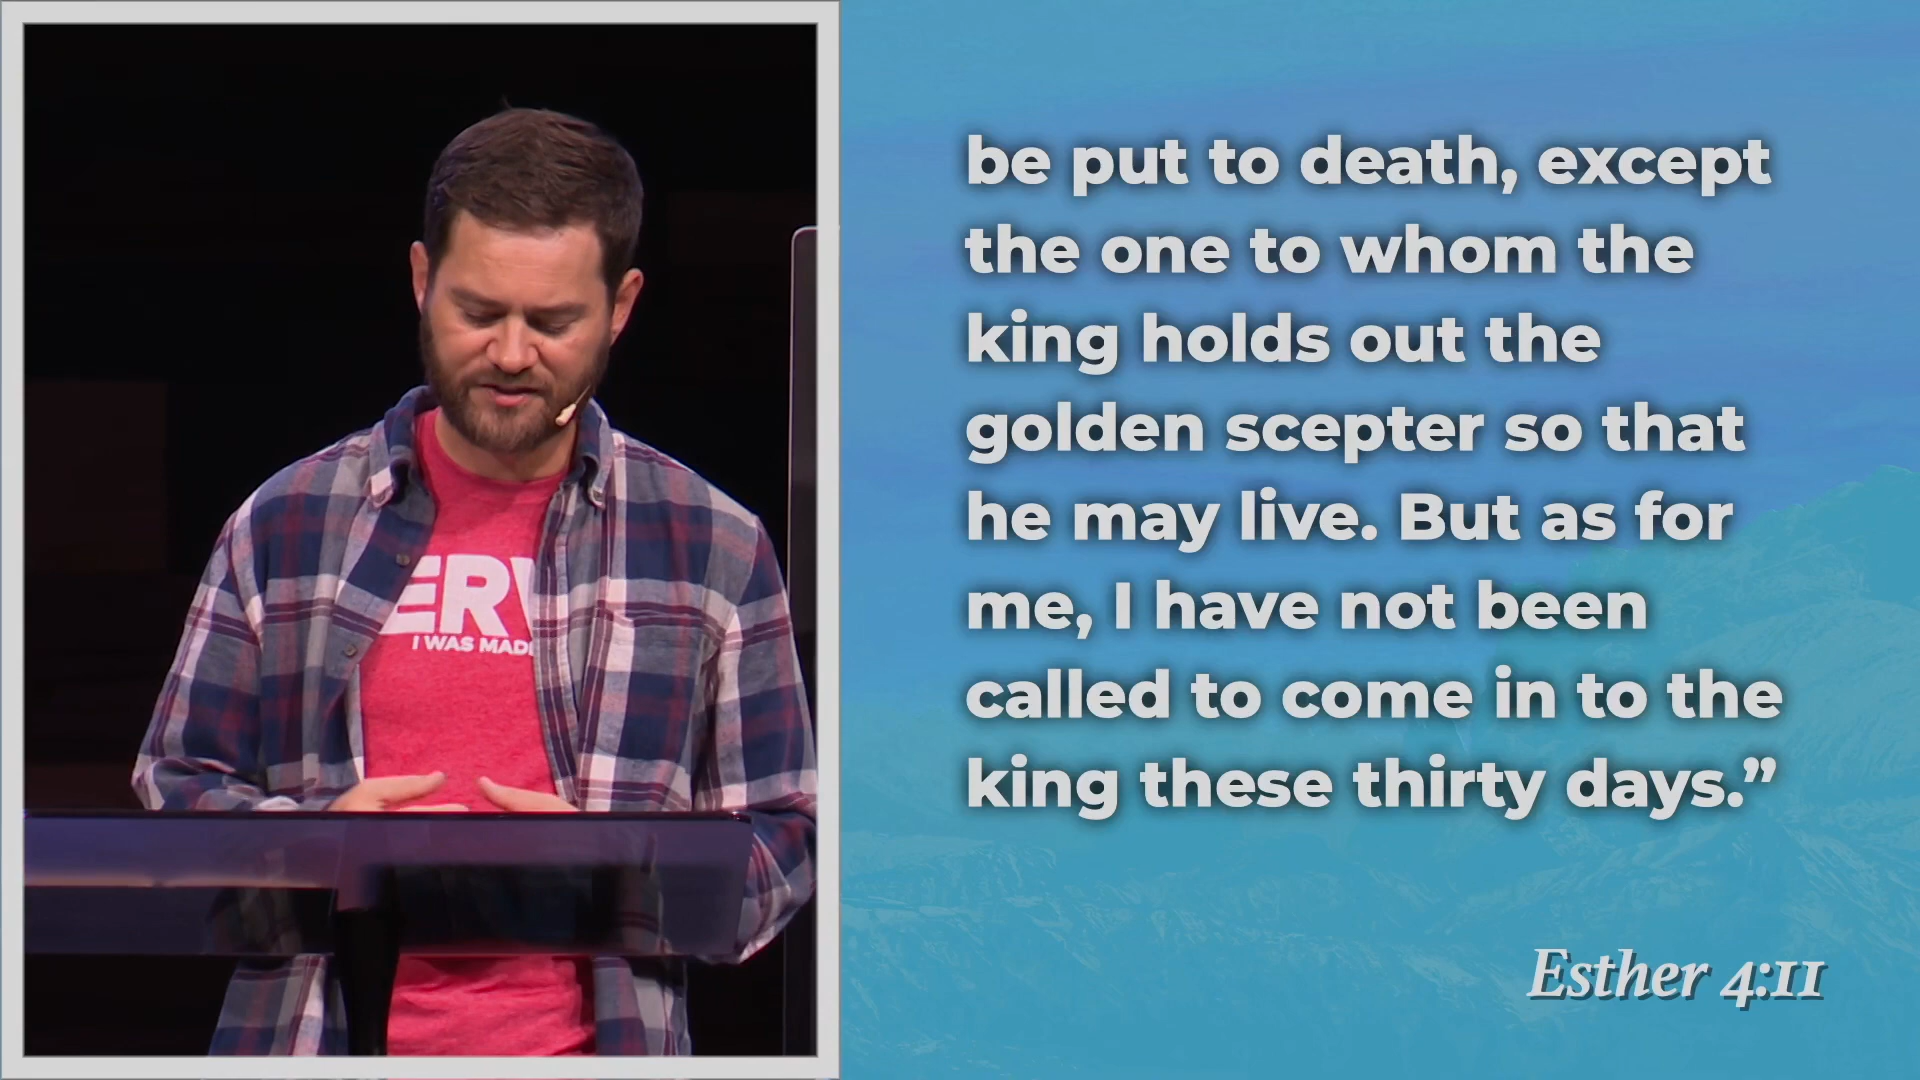 ERV
I WAS MADE
be put to death, except
the one to whom the
king holds out the
golden scepter so that
he may live. But as for
me, I have not been
called to come in to the
king these thirty days.”
Esther 4:11